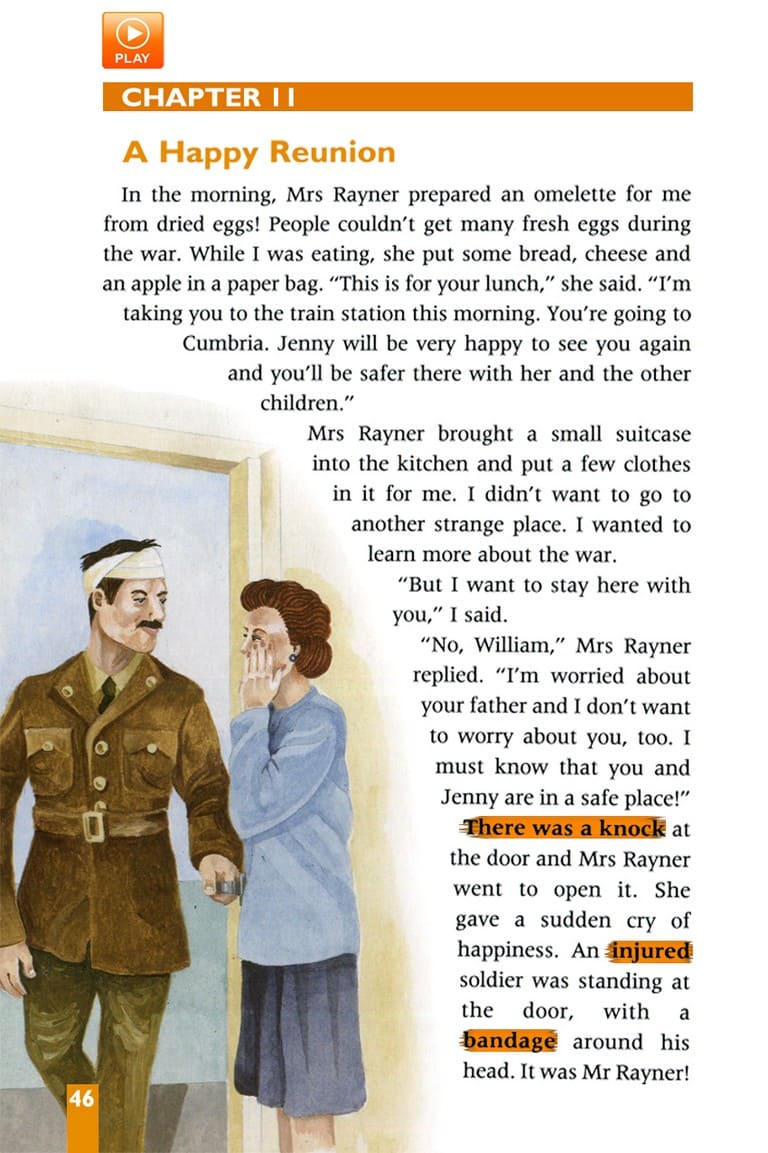 PLAY
CHAPTER 11
A Happy Reunion
In the morning, Mrs Rayner prepared an omelette for me
from dried eggs! People couldn't get many fresh eggs during
the war. While I was eating, she put some bread, cheese and
an apple in a paper bag. “This is for your lunch,” she said. “I'm
taking you to the train station this morning. You're going to
Cumbria. Jenny will be very happy to see you again
and you'll be safer there with her and the other
children.”
Mrs Rayner brought a small suitcase
into the kitchen and put a few clothes
in it for me. I didn't want to go to
another strange place. I wanted to
learn more about the war.
“But I want to stay here with
you,” I said.
“No, William,” Mrs Rayner
replied. “I'm worried about
your father and I don't want
to worry about you, too. I
must know that you and
Jenny are in a safe place!”
There was a knock at
the door and Mrs Rayner
went to open it. She
gave a sudden cry of
happiness. An injured
soldier was standing at
the door, with a
bandage around his
head. It was Mr Rayner!
46